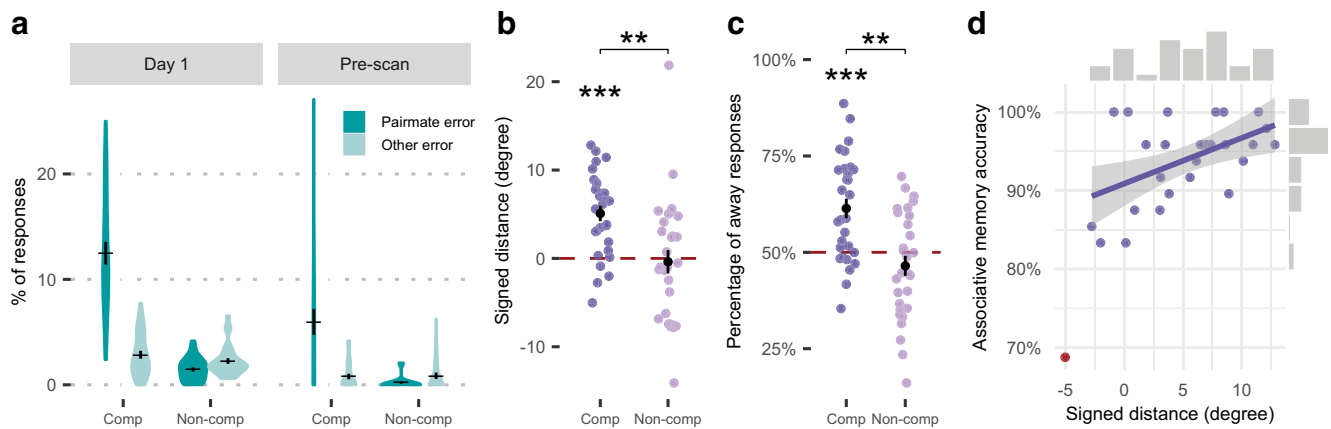 a
Day 1
Pre-scan
Pairmate error
Other error
% of responses
20
10
0
Comp
Non-comp
Comp
Non-comp
b
**
***
Signed distance (degree)
20
10
0
-10
Comp
Non-comp
c
**
***
Percentage of away responses
100%
75%
50%
25%
Comp
Non-comp
d
Associative memory accuracy
100%
90%
80%
70%
-5
0
5
10
Signed distance (degree)